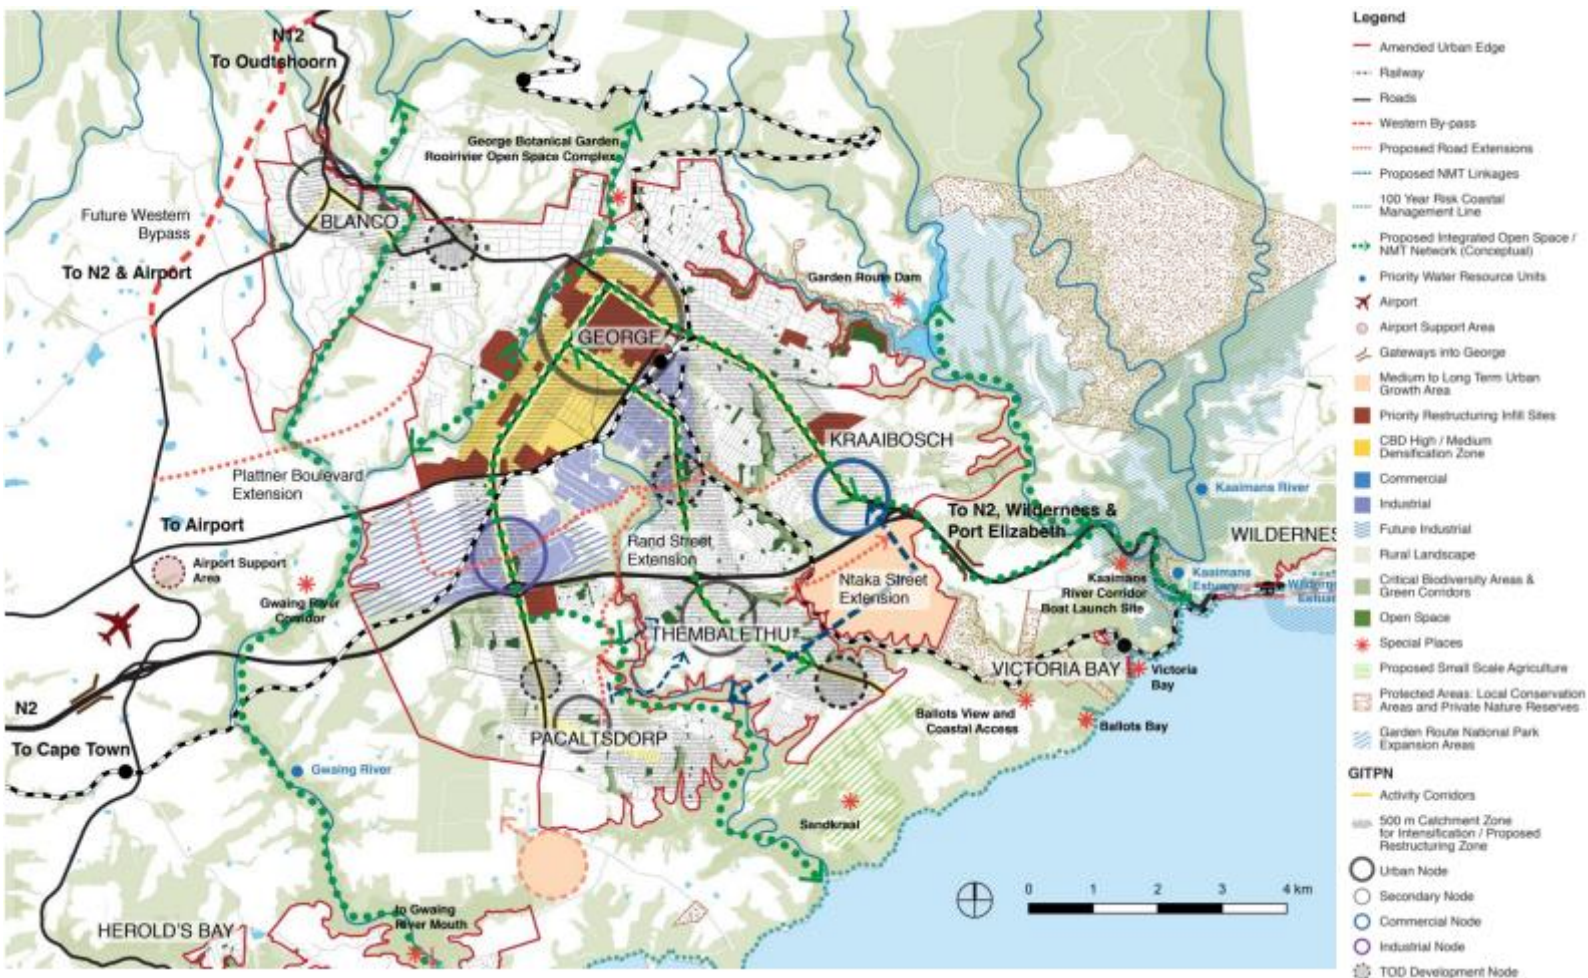 N12
To Oudtshoorn
George Botanical Garden
Rooirivier Open Space Complex
Future Western
Bypass
BLANCO
To N2 & Airport
Garden Route Dam
GEORGE
KRAAIBOSCH
Plattner Boulevard
Extension
To Airport
Airport Support
Area
Gwaing River
Corridor
Rand Street
Extension
To N2, Wilderness &
Port Elizabeth
Kaaimans River
WILDERNES
Ntaka Street
Extension
Kaaimans
River Corridor
Boat Launch Site
Kaaimans
Estuary
THEMBALETHU
VICTORIA BAY
Victoria
Bay
N2
To Cape Town
Gwaing River
PACALTSDORP
Ballots View and
Coastal Access
Ballots Bay
Sandkraal
HEROLD'S BAY
to Gwaing
River Mouth
0 1 2 3 4 km
Legend
Amended Urban Edge
Railway
Roads
Western By-pass
Proposed Road Extensions
Proposed NMT Linkages
100 Year Risk Coastal
Management Line
Proposed Integrated Open Space /
NMT Network (Conceptual)
Priority Water Resource Units
Airport
Airport Support Area
Gateways into George
Medium to Long Term Urban
Growth Area
Priority Restructuring Infill Sites
CBD High / Medium
Densification Zone
Commercial
Industrial
Future Industrial
Rural Landscape
Critical Biodiversity Areas &
Green Corridors
Open Space
Special Places
Proposed Small Scale Agriculture
Protected Areas: Local Conservation
Areas and Private Nature Reserves
Garden Route National Park
Expansion Areas
GITPN
Activity Corridors
500 m Catchment Zone
for Intensification / Proposed
Restructuring Zone
Urban Node
Secondary Node
Commercial Node
Industrial Node
TOD Development Node